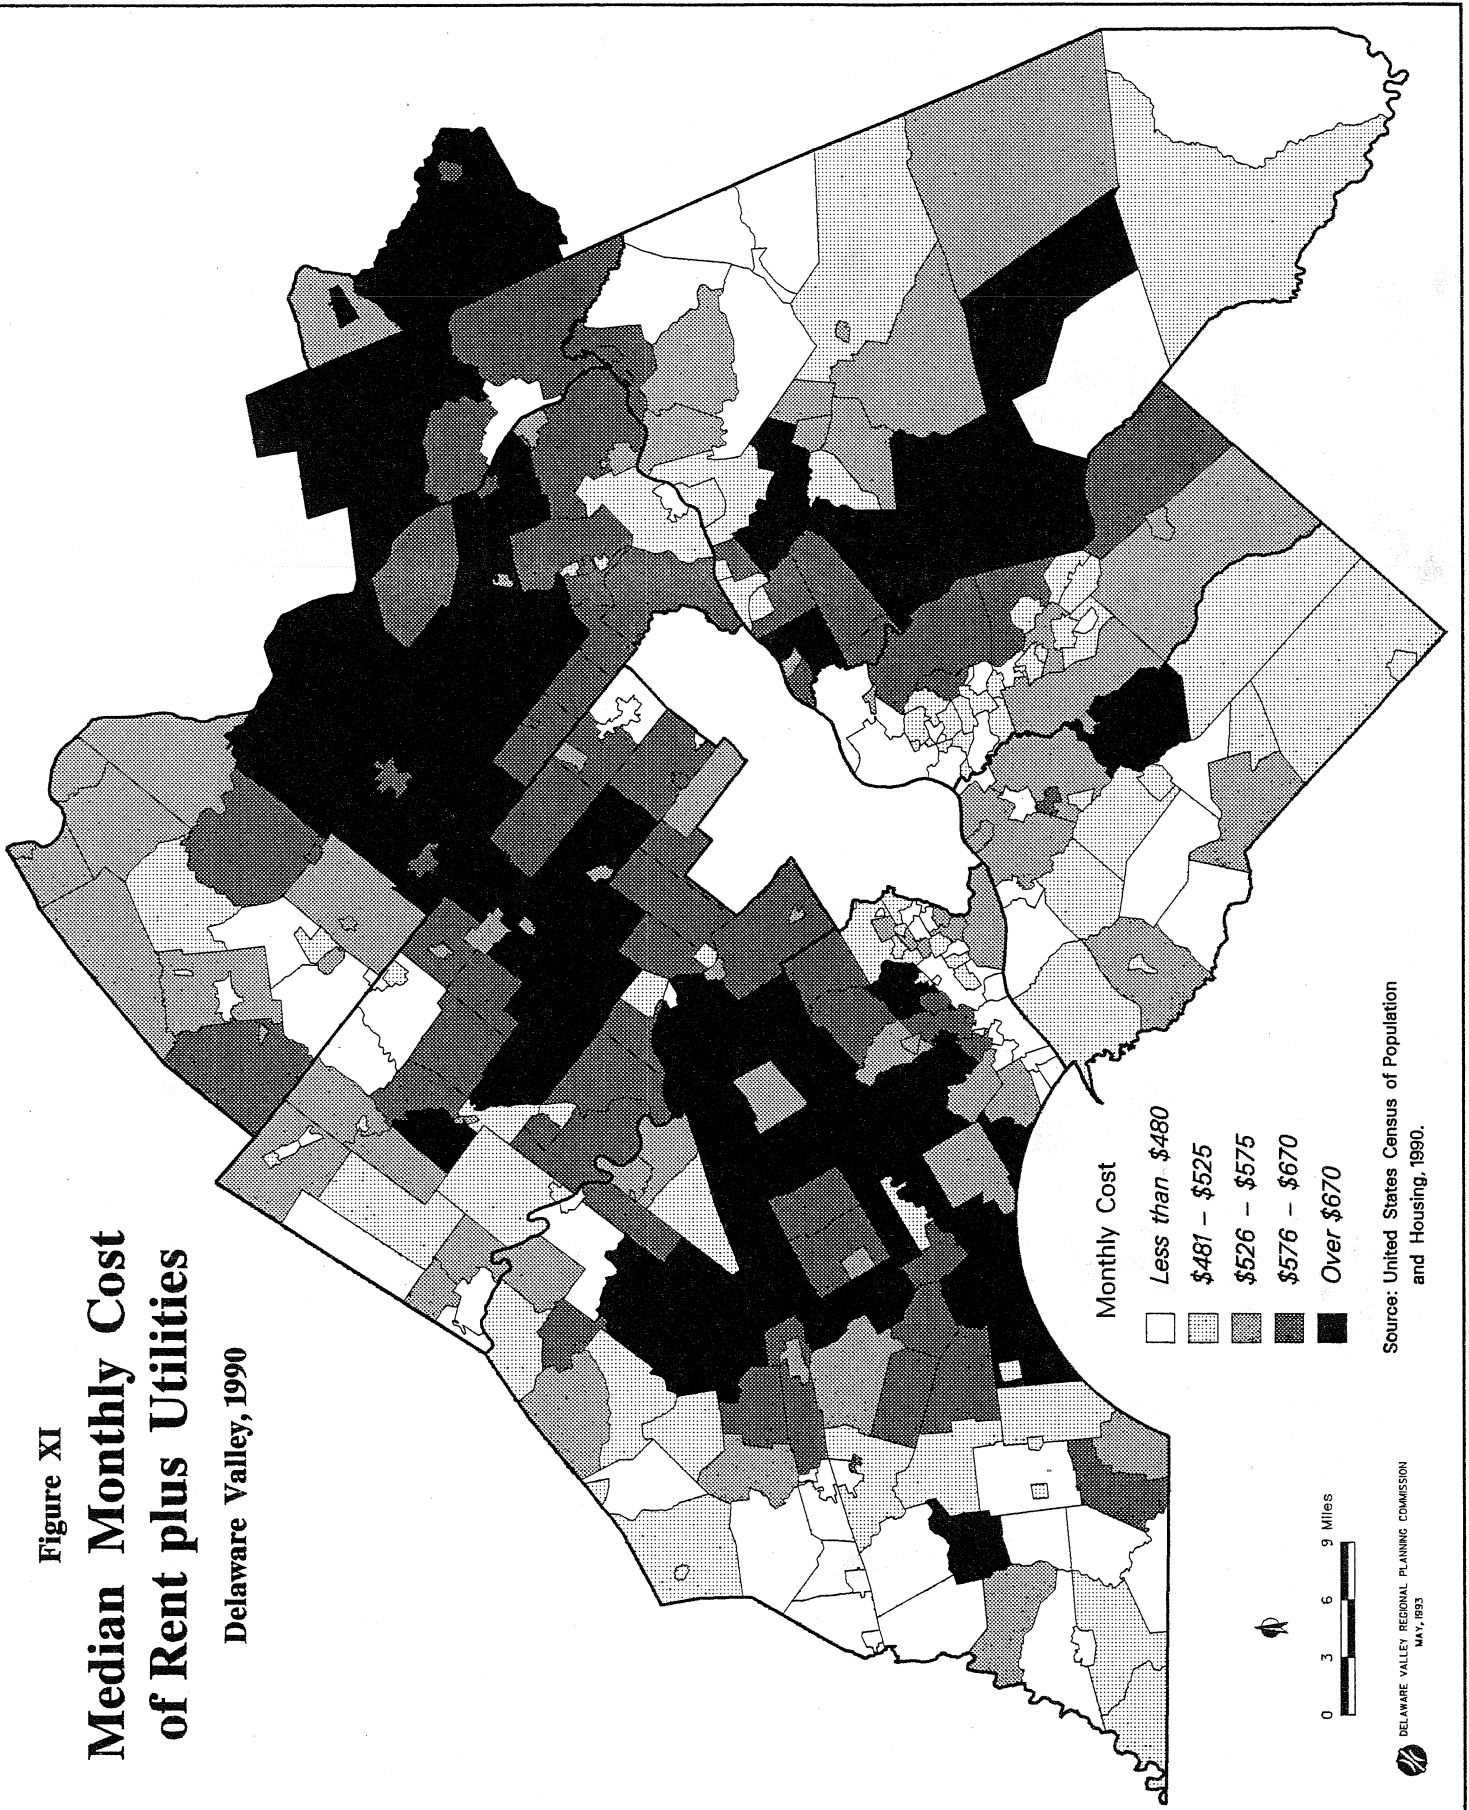 Figure XI
Median Monthly Cost
of Rent plus Utilities
Delaware Valley, 1990
Monthly Cost
Less than $480
$481 - $525
$526 - $575
$576 - $670
Over $670
Source: United States Census of Population
and Housing, 1990.
0 3 6 9 Miles
DELAWARE VALLEY REGIONAL PLANNING COMMISSION
MAY, 1993